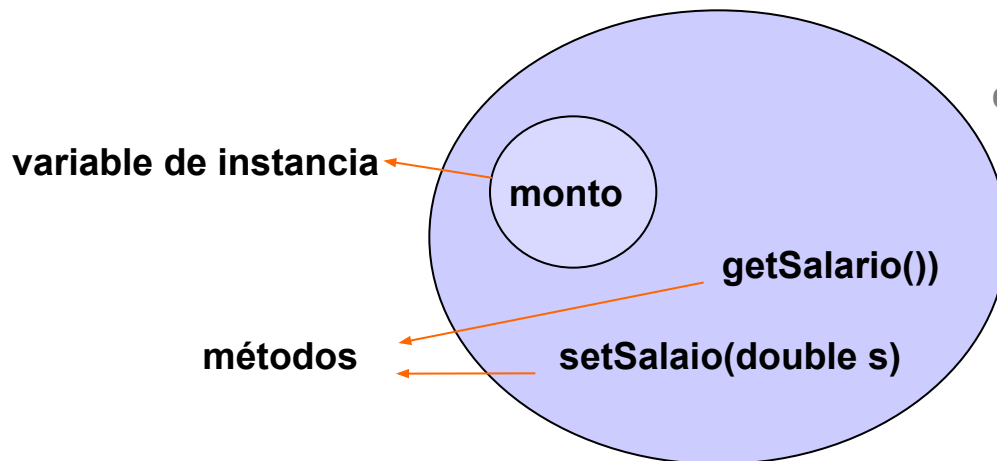 variable de instancia
monto
getSalario())
métodos
setSalaio(double s)